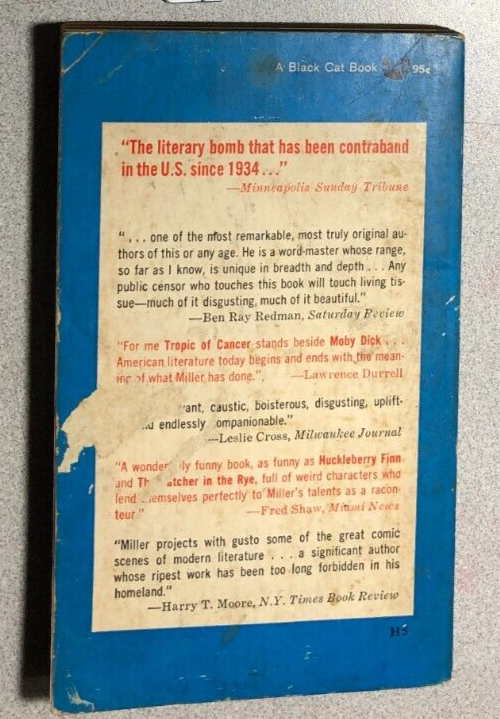 A Black Cat Book 95¢
"The literary bomb that has been contraband
in the U.S. since 1934..."
—Minneapolis Sunday Tribune
"... one of the most remarkable, most truly original au-
thors of this or any age. He is a word-master whose range,
so far as I know, is unique in breadth and depth... Any
public censor who touches this book will touch living tis-
sue—much of it disgusting, much of it beautiful."
—Ben Ray Redman, Saturday Review
"For me Tropic of Cancer stands beside Moby Dick...
American literature today begins and ends with the mean-
ing of what Miller has done." —Lawrence Durrell
caustic, boisterous, disgusting, uplift-
endlessly companionable."
—Leslie Cross, Milwaukee Journal
"A wonderfully funny book, as funny as Huckleberry Finn
and The Catcher in the Rye, full of weird characters who
lend themselves perfectly to Miller's talents as a racon-
teur." —Fred Shaw, Miami News
"Miller projects with gusto some of the great comic
scenes of modern literature ... a significant author
whose ripest work has been too long forbidden in his
homeland."
—Harry T. Moore, N.Y. Times Book Review
H5